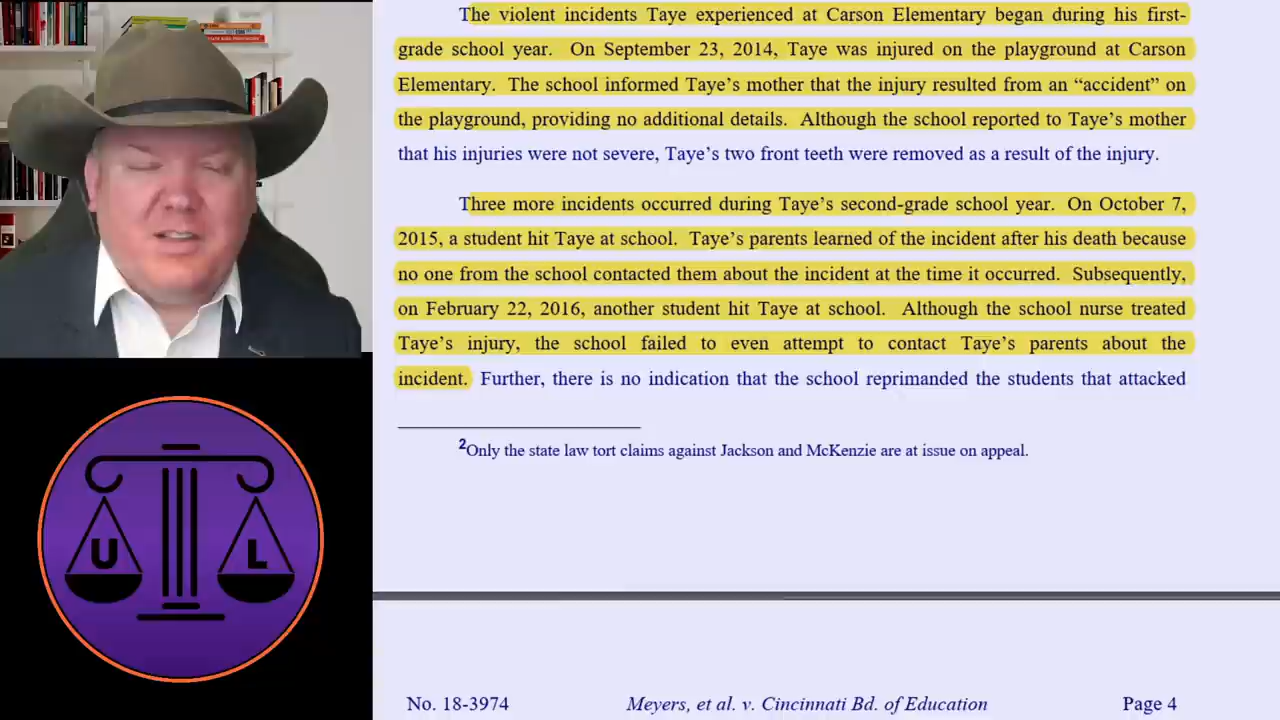 The violent incidents Taye experienced at Carson Elementary began during his first-
grade school year. On September 23, 2014, Taye was injured on the playground at Carson
Elementary. The school informed Taye’s mother that the injury resulted from an “accident” on
the playground, providing no additional details. Although the school reported to Taye’s mother
that his injuries were not severe, Taye’s two front teeth were removed as a result of the injury.
Three more incidents occurred during Taye’s second-grade school year. On October 7,
2015, a student hit Taye at school. Taye’s parents learned of the incident after his death because
no one from the school contacted them about the incident at the time it occurred. Subsequently,
on February 22, 2016, another student hit Taye at school. Although the school nurse treated
Taye’s injury, the school failed to even attempt to contact Taye’s parents about the
incident. Further, there is no indication that the school reprimanded the students that attacked
2Only the state law tort claims against Jackson and McKenzie are at issue on appeal.
No. 18-3974 Meyers, et al. v. Cincinnati Bd. of Education Page 4
U L